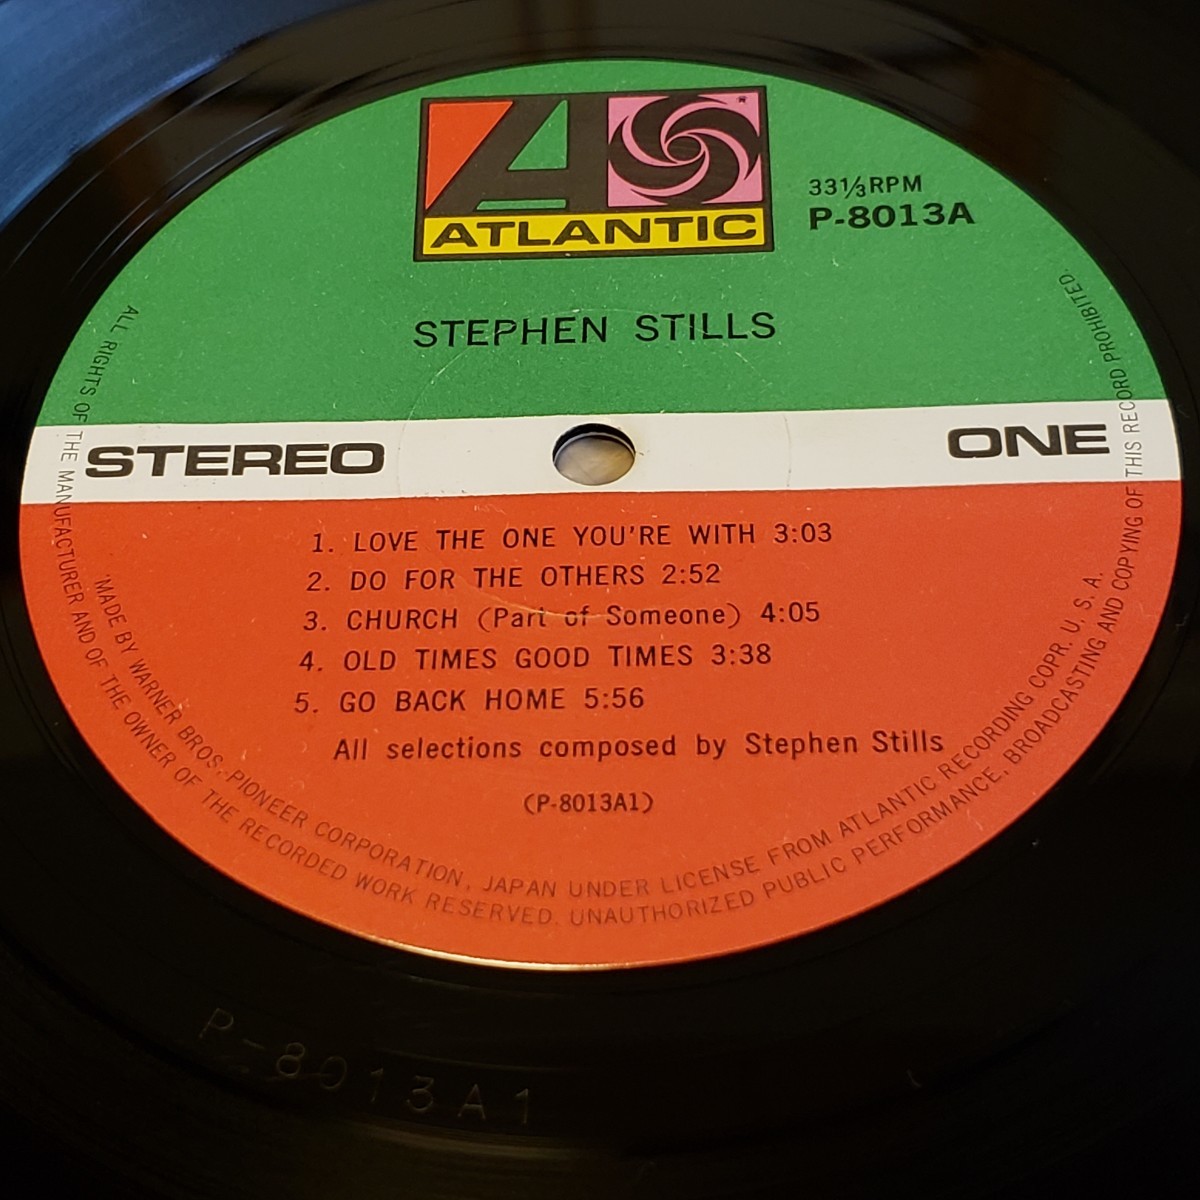 ATLANTIC
33⅓RPM
P-8013A
STEPHEN STILLS
STEREO
ONE
1. LOVE THE ONE YOU'RE WITH 3:03
2. DO FOR THE OTHERS 2:52
3. CHURCH (Part of Someone) 4:05
4. OLD TIMES GOOD TIMES 3:38
5. GO BACK HOME 5:56
All selections composed by Stephen Stills
(P-8013A1)
'MADE BY WARNER BROS.-PIONEER CORPORATION, JAPAN UNDER LICENSE FROM ATLANTIC RECORDING COPR. U. S. A.
ALL RIGHTS OF THE MANUFACTURER AND OF THE OWNER OF THE RECORDED WORK RESERVED. UNAUTHORIZED PUBLIC PERFORMANCE, BROADCASTING AND COPYING OF THIS RECORD PROHIBITED.
P-8013A1